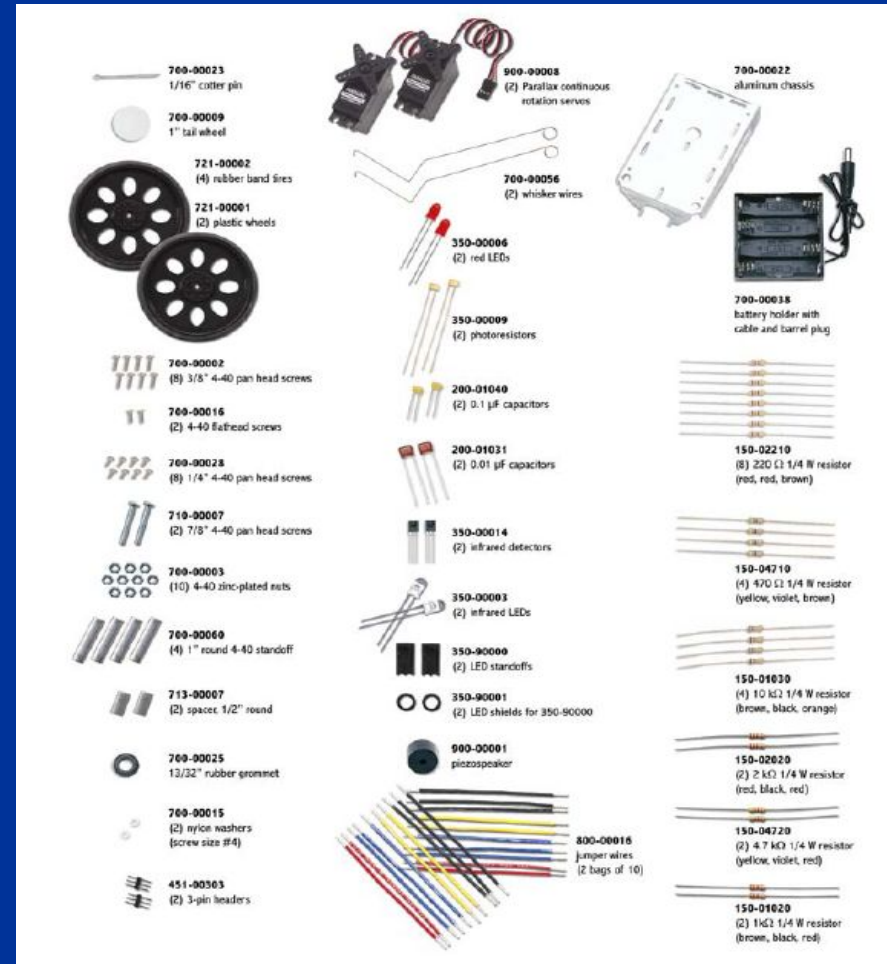 700-00023
1/16" cotter pin
700-00009
1" tail wheel
721-00002
(4) rubber band tires
721-00001
(2) plastic wheels
700-00002
(8) 3/8" 4-40 pan head screws
700-00016
(2) 4-40 flathead screws
700-00028
(8) 1/4" 4-40 pan head screws
710-00007
(2) 7/8" 4-40 pan head screws
700-00003
(10) 4-40 zinc-plated nuts
700-00060
(4) 1" round 4-40 standoff
713-00007
(2) spacer, 1/2" round
700-00025
13/32" rubber grommet
700-00015
(2) nylon washers
(screw size #4)
451-00303
(2) 3-pin headers
900-00008
(2) Parallax continuous
rotation servos
700-00056
(2) whisker wires
350-00006
(2) red LEDs
350-00009
(2) photoresistors
200-01040
(2) 0.1 µF capacitors
200-01031
(2) 0.01 µF capacitors
350-00014
(2) infrared detectors
350-00003
(2) infrared LEDs
350-90000
(2) LED standoffs
350-90001
(2) LED shields for 350-90000
900-00001
piezospeaker
800-00016
jumper wires
(2 bags of 10)
700-00022
aluminum chassis
700-00038
battery holder with
cable and barrel plug
150-02210
(8) 220 Ω 1/4 W resistor
(red, red, brown)
150-04710
(4) 470 Ω 1/4 W resistor
(yellow, violet, brown)
150-01030
(4) 10 kΩ 1/4 W resistor
(brown, black, orange)
150-02020
(2) 2 kΩ 1/4 W resistor
(red, black, red)
150-04720
(2) 4.7 kΩ 1/4 W resistor
(yellow, violet, red)
150-01020
(2) 1kΩ 1/4 W resistor
(brown, black, red)